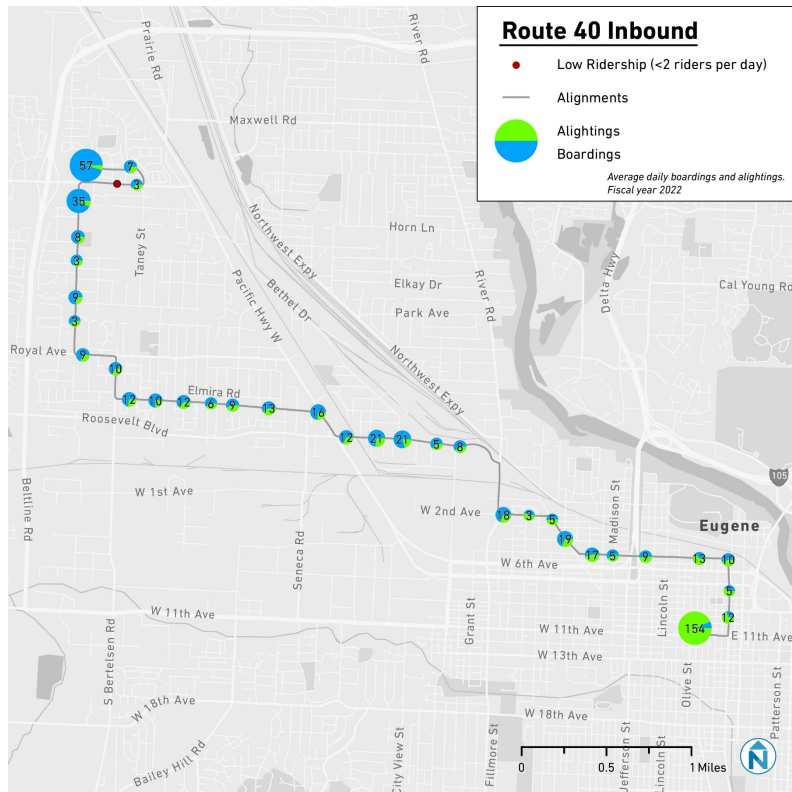 Route 40 Inbound
Low Ridership (<2 riders per day)
Alignments
Alightings
Boardings
Average daily boardings and alightings.
Fiscal year 2022
Prairie Rd
River Rd
Maxwell Rd
57
7
3
35
8
3
9
3
Taney St
Northwest Expy
Horn Ln
Delta Hwy
Elkay Dr
Cal Young Rd
Pacific Hwy W
Bethel Dr
River Rd
Park Ave
Royal Ave
9
10
Northwest Expy
Elmira Rd
12
10
12
6
9
13
16
12
21
21
5
8
Roosevelt Blvd
105
Beltline Rd
W 1st Ave
Madison St
W 2nd Ave
18
3
5
19
17
5
9
13
10
Eugene
Seneca Rd
W 6th Ave
5
12
154
Lincoln St
W 11th Ave
Grant St
W 11th Ave
E 11th Ave
W 13th Ave
S Bertelsen Rd
Olive St
Patterson St
W 18th Ave
W 18th Ave
Bailey Hill Rd
City View St
Fillmore St
Jefferson St
Lincoln St
0
0.5
1 Miles
N